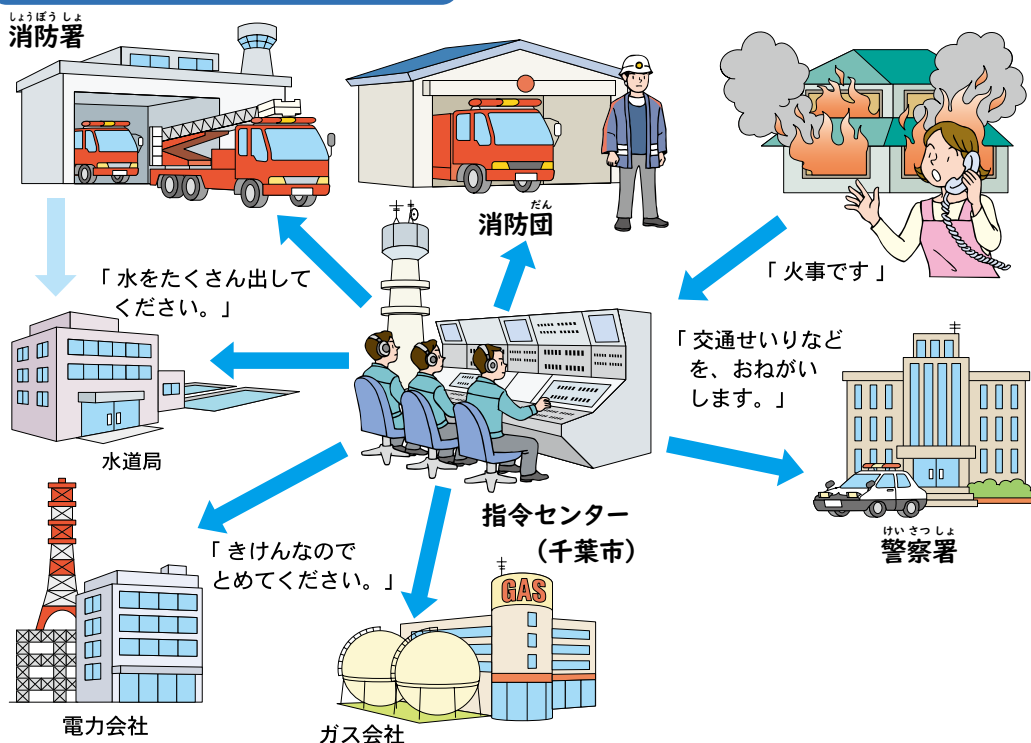 しょうぼうしょ
消防署
だん
消防団
「火事です」
「水をたくさん出して
ください。」
「交通せいりなど
を、おねがい
します。」
水道局
指令センター
（千葉市）
けいさつしょ
警察署
「きけんなので
とめてください。」
GAS
電力会社
ガス会社